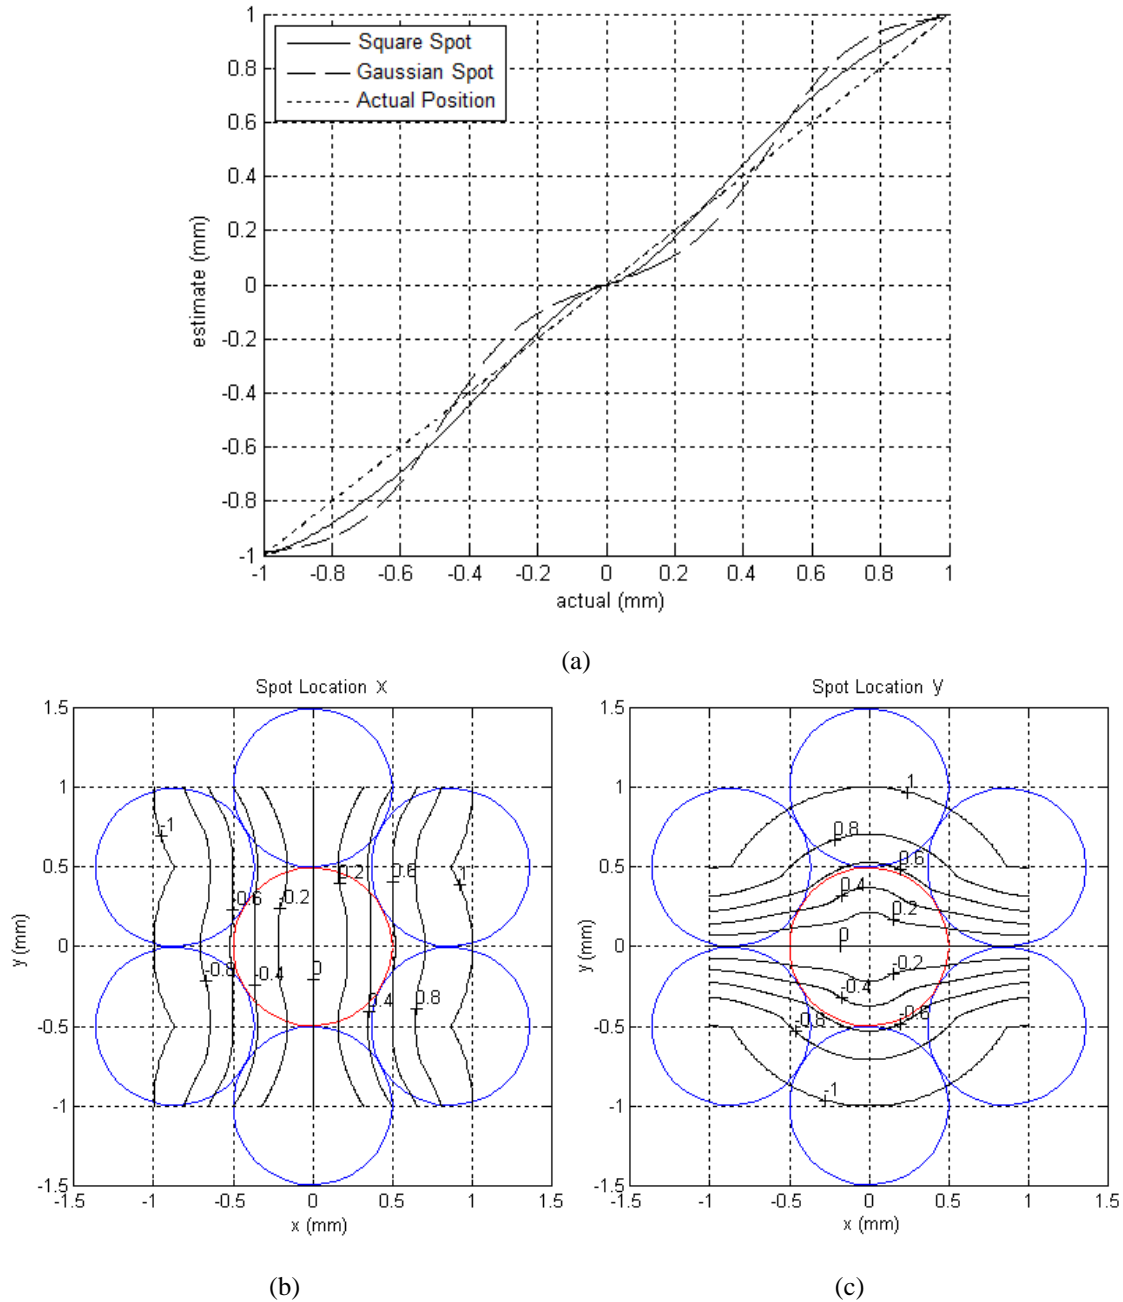 1
0.8
0.6
0.4
0.2
0
-0.2
-0.4
-0.6
-0.8
-1
estimate (mm)
Square Spot
Gaussian Spot
Actual Position
-1 -0.8 -0.6 -0.4 -0.2 0 0.2 0.4 0.6 0.8 1
actual (mm)
(a)
Spot Location x
1.5
1
0.5
0
-0.5
-1
-1.5
y (mm)
-1
-0.6
-0.2
0.2
0.6
1
-0.8
-0.4
0
0.4
0.8
-1.5 -1 -0.5 0 0.5 1 1.5
x (mm)
(b)
Spot Location y
1.5
1
0.5
0
-0.5
-1
-1.5
y (mm)
1
0.8
0.6
0.4
0.2
0
-0.2
-0.4
-0.6
-0.8
-1
-1.5 -1 -0.5 0 0.5 1 1.5
x (mm)
(c)